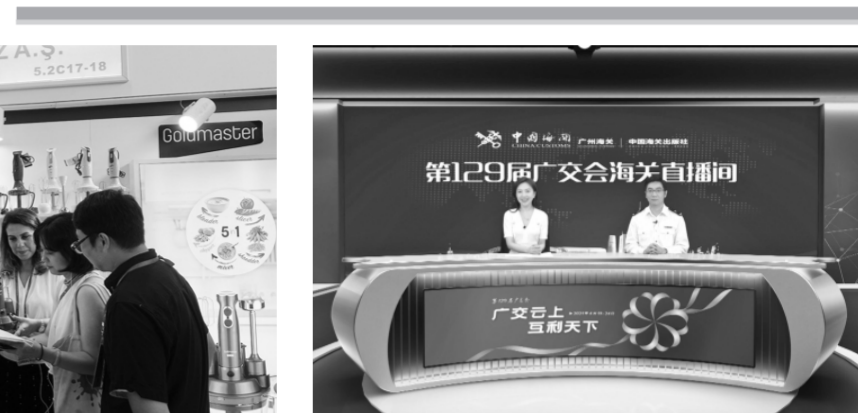 Z A.Ş.
5.2C17-18
Goldmaster
5 1
中国海关
CHINA CUSTOMS
广州海关 | 中国海关出版社
第129届广交会海关直播间
广交云上
互利天下